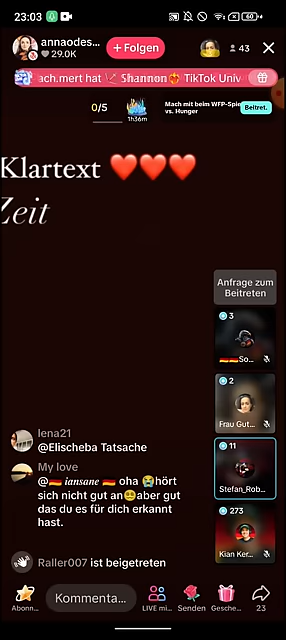 23:03
60
annaodes...
29.0K
+ Folgen
43
ach.mert hat
Shannon
TikTok Univ
0/5
1h36m
Mach mit beim WFP-Spie
vs. Hunger
Beitret.
Klartext ❤️❤️❤️
Zeit
Anfrage zum
Beitreten
3
🇩🇪🇩🇪So...
2
Frau Gut...
11
Stefan_Rob...
273
Kian Ker...
lena21
@Elischeba Tatsache
My love
@🇩🇪 iansane 🇩🇪 oha 😭hört
sich nicht gut an😵‍💫aber gut
das du es für dich erkannt
hast.
Raller007 ist beigetreten
Abonn...
Kommenta...
LIVE mi...
Senden
Gesche...
23